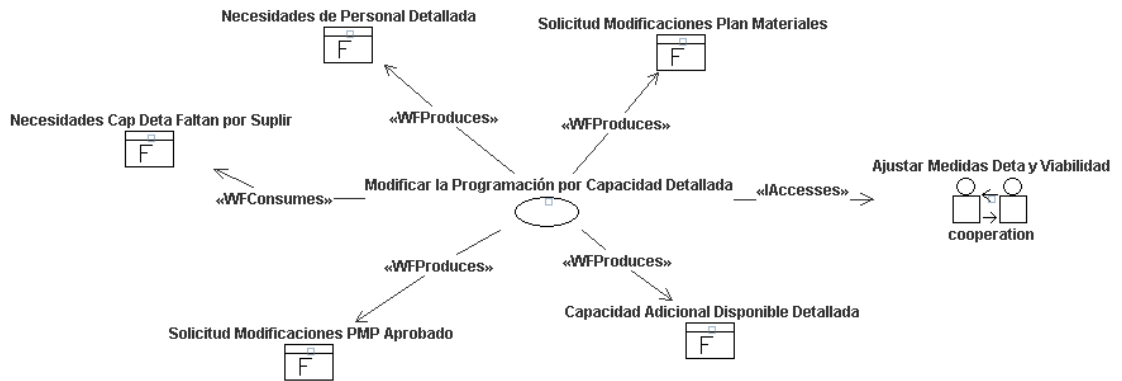 Necesidades de Personal Detallada
F
Solicitud Modificaciones Plan Materiales
F
«WFProduces»
«WFProduces»
Necesidades Cap Deta Faltan por Suplir
F
Ajustar Medidas Deta y Viabilidad
Modificar la Programación por Capacidad Detallada
«WFConsumes»
«IAccesses»
cooperation
«WFProduces»
«WFProduces»
Capacidad Adicional Disponible Detallada
F
Solicitud Modificaciones PMP Aprobado
F